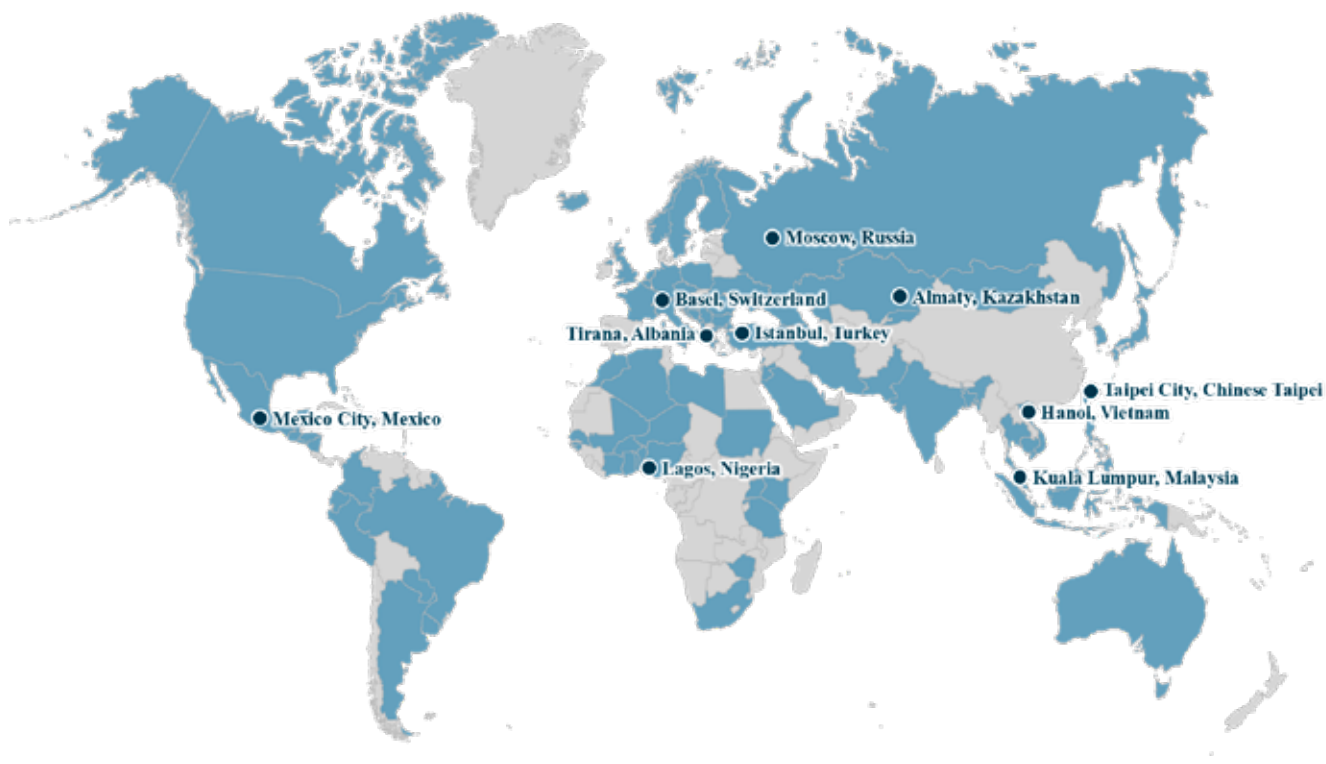 Moscow, Russia
Basel, Switzerland
Almaty, Kazakhstan
Tirana, Albania
Istanbul, Turkey
Taipei City, Chinese Taipei
Hanoi, Vietnam
Mexico City, Mexico
Lagos, Nigeria
Kuala Lumpur, Malaysia